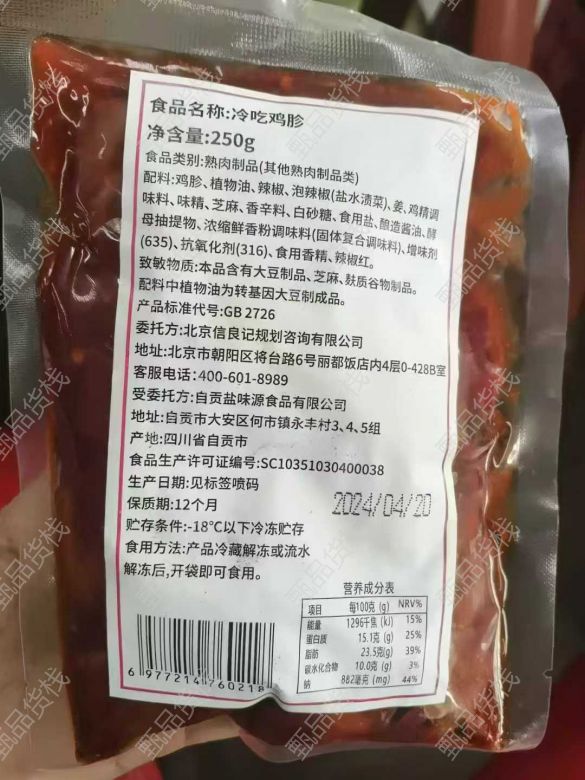 食品名称:冷吃鸡胗
净含量:250g
食品类别:熟肉制品(其他熟肉制品类)
配料:鸡胗、植物油、辣椒、泡辣椒(盐水渍菜)、姜、鸡精调
味料、味精、芝麻、香辛料、白砂糖、食用盐、酿造酱油、酵
母抽提物、浓缩鲜香粉调味料(固体复合调味料)、增味剂
(635)、抗氧化剂(316)、食用香精、辣椒红。
致敏物质:本品含有大豆制品、芝麻、麸质谷物制品。
配料中植物油为转基因大豆制成品。
产品标准代号:GB 2726
委托方:北京信良记规划咨询有限公司
地址:北京市朝阳区将台路6号丽都饭店内4层0-428B室
客服电话:400-601-8989
受委托方:自贡盐味源食品有限公司
地址:自贡市大安区何市镇永丰村3、4、5组
产地:四川省自贡市
食品生产许可证编号:SC10351030400038
生产日期:见标签喷码
保质期:12个月
2024/04/20
贮存条件:-18℃以下冷冻贮存
食用方法:产品冷藏解冻或流水
解冻后,开袋即可食用。
营养成分表
项目 每100克 (g) NRV%
能量 1296千焦 (kJ) 15%
蛋白质 15.1克 (g) 25%
脂肪 23.5克(g) 39%
碳水化合物 10.0克 (g) 3%
钠 882毫克 (mg) 44%
6 977214 760218
甄品货栈